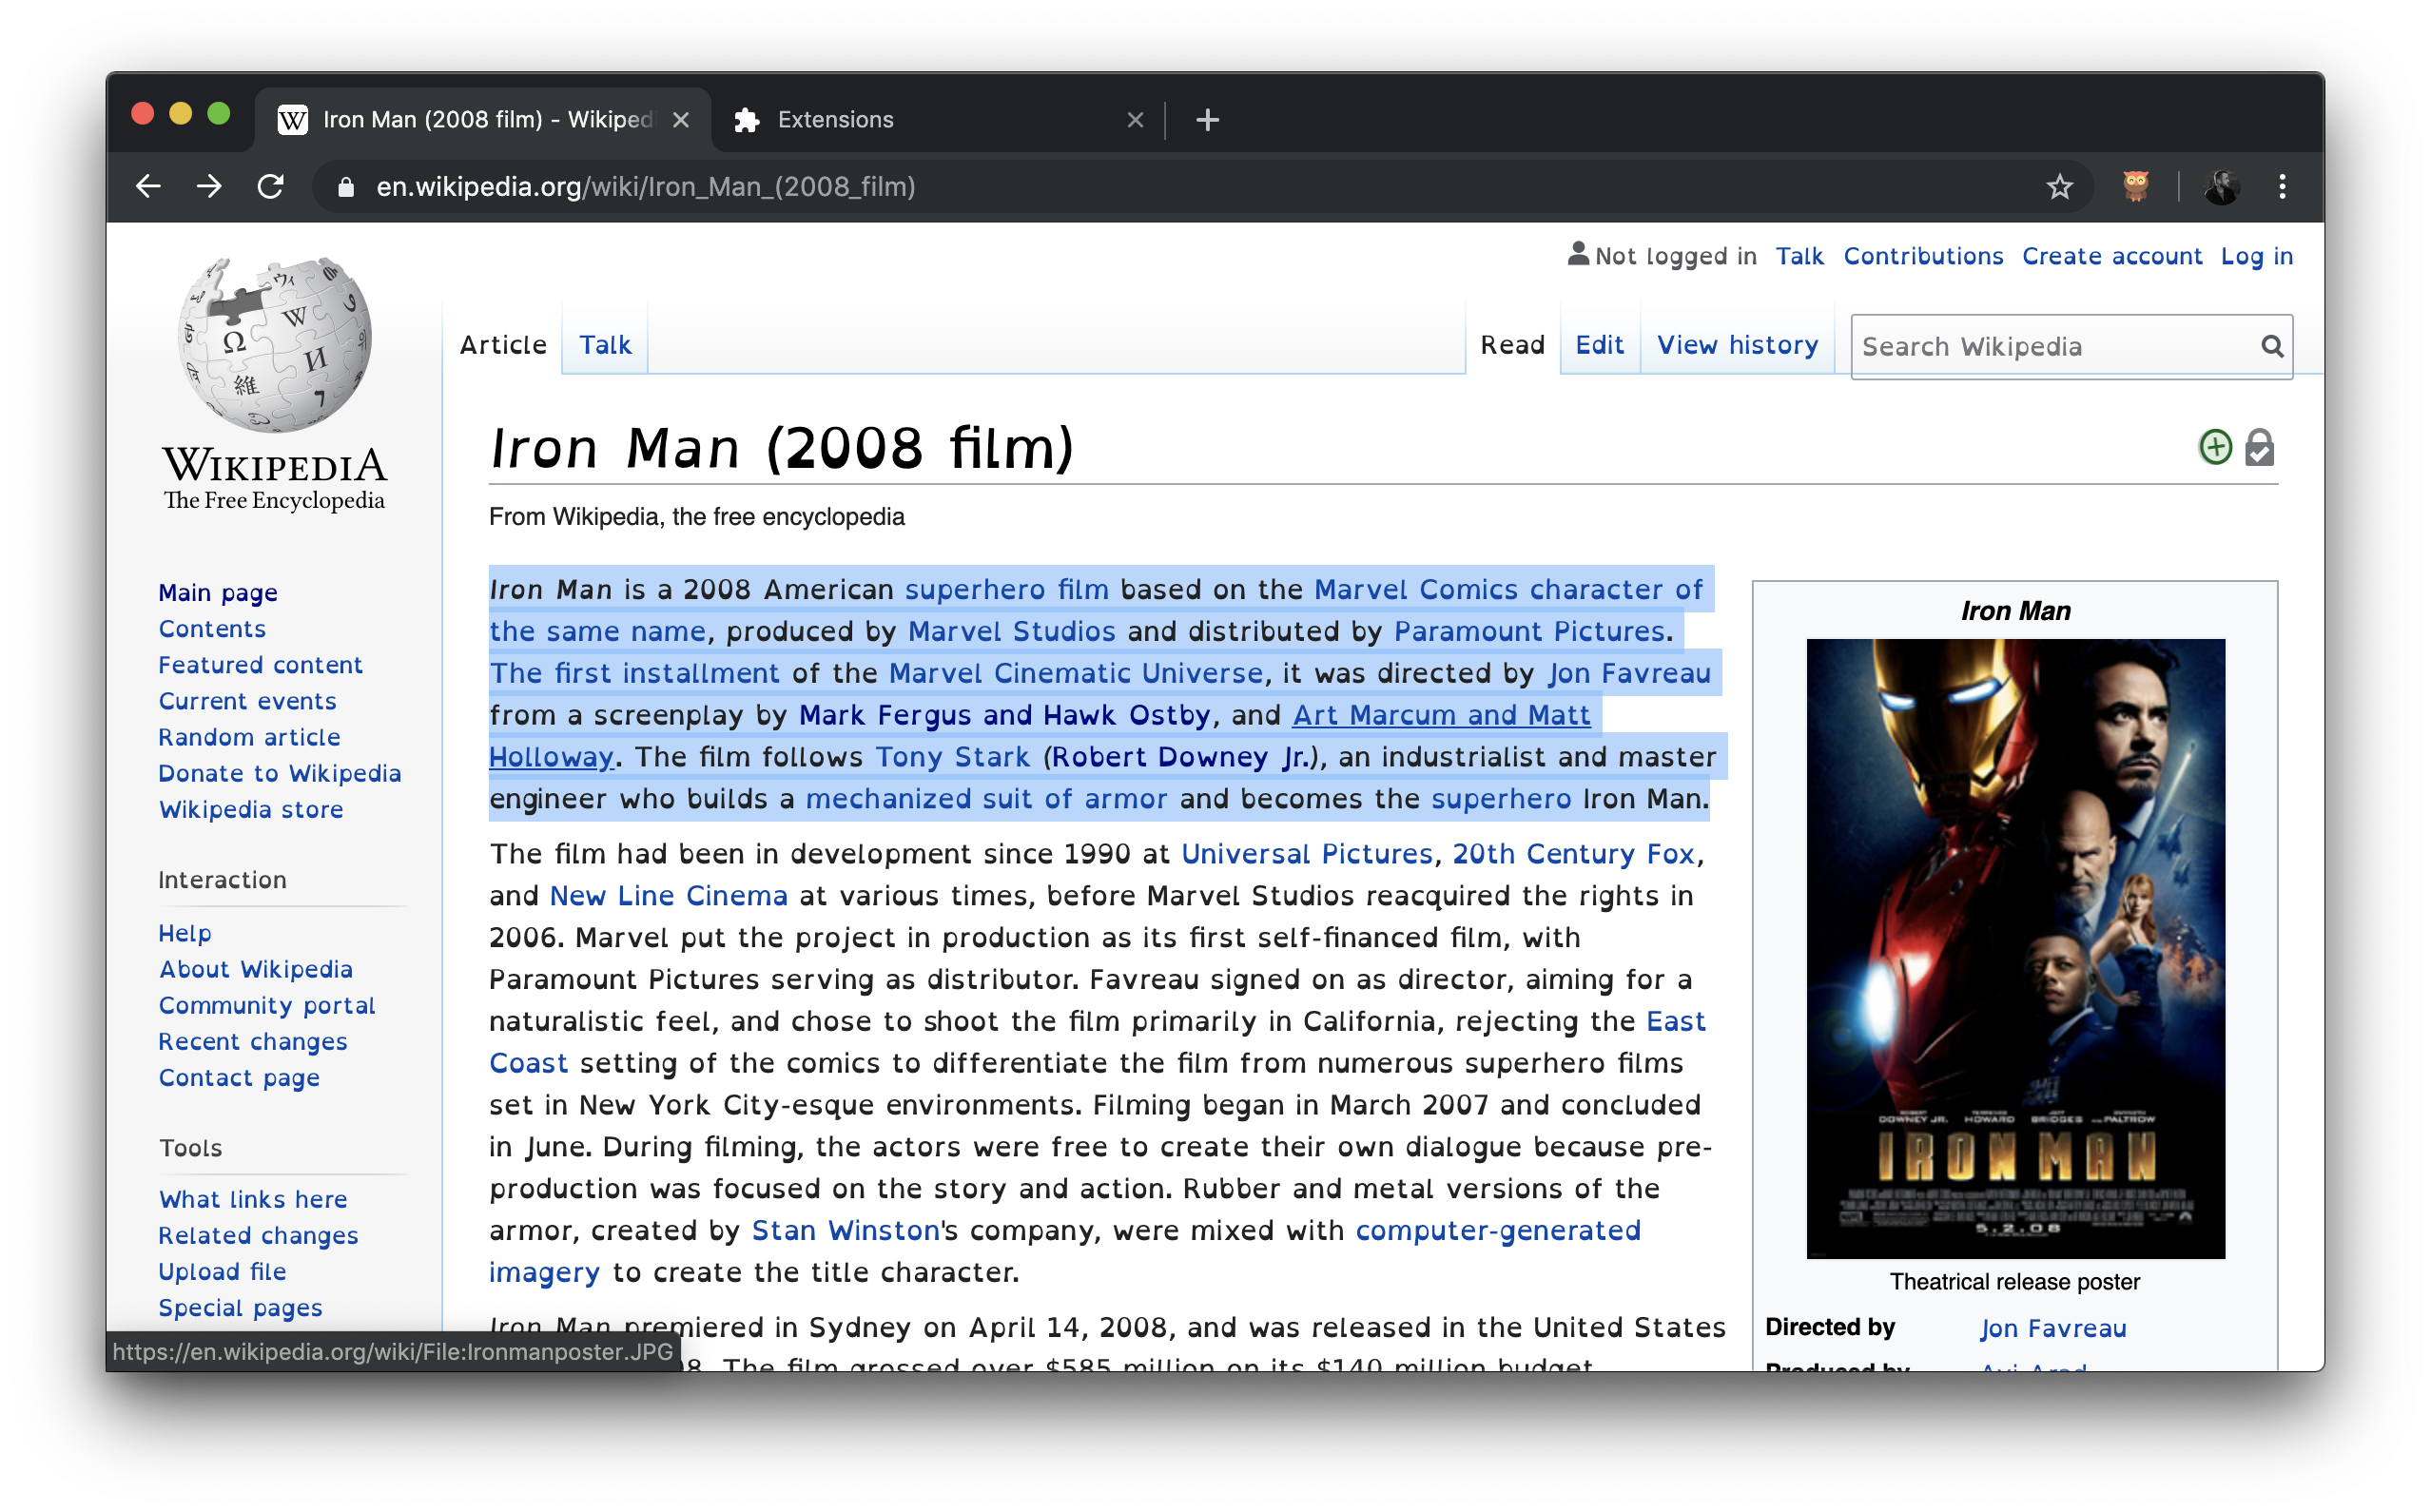 Iron Man (2008 film) - Wikiped
Extensions
en.wikipedia.org/wiki/Iron_Man_(2008_film)
Not logged in Talk Contributions Create account Log in
Article Talk Read Edit View history Search Wikipedia
WIKIPEDIA
The Free Encyclopedia
Main page
Contents
Featured content
Current events
Random article
Donate to Wikipedia
Wikipedia store
Interaction
Help
About Wikipedia
Community portal
Recent changes
Contact page
Tools
What links here
Related changes
Upload file
Special pages
https://en.wikipedia.org/wiki/File:Ironmanposter.JPG
Iron Man (2008 film)
From Wikipedia, the free encyclopedia
Iron Man is a 2008 American superhero film based on the Marvel Comics character of
the same name, produced by Marvel Studios and distributed by Paramount Pictures.
The first installment of the Marvel Cinematic Universe, it was directed by Jon Favreau
from a screenplay by Mark Fergus and Hawk Ostby, and Art Marcum and Matt
Holloway. The film follows Tony Stark (Robert Downey Jr.), an industrialist and master
engineer who builds a mechanized suit of armor and becomes the superhero Iron Man.
The film had been in development since 1990 at Universal Pictures, 20th Century Fox,
and New Line Cinema at various times, before Marvel Studios reacquired the rights in
2006. Marvel put the project in production as its first self-financed film, with
Paramount Pictures serving as distributor. Favreau signed on as director, aiming for a
naturalistic feel, and chose to shoot the film primarily in California, rejecting the East
Coast setting of the comics to differentiate the film from numerous superhero films
set in New York City-esque environments. Filming began in March 2007 and concluded
in June. During filming, the actors were free to create their own dialogue because pre-
production was focused on the story and action. Rubber and metal versions of the
armor, created by Stan Winston's company, were mixed with computer-generated
imagery to create the title character.
Iron Man premiered in Sydney on April 14, 2008, and was released in the United States
8. The film grossed over $585 million on its $140 million budget,
Iron Man
DOWNEY JR. HOWARD BRIDGES PALTROW
IRON MAN
5.2.08
Theatrical release poster
Directed by Jon Favreau
Produced by Avi Arad